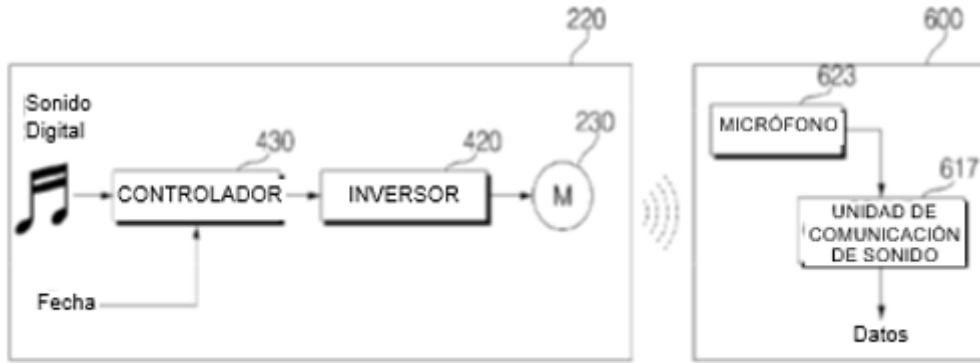 220
600
Sonido
Digital
430
420
230
623
CONTROLADOR
INVERSOR
M
MICRÓFONO
617
UNIDAD DE
COMUNICACIÓN
DE SONIDO
Fecha
Datos